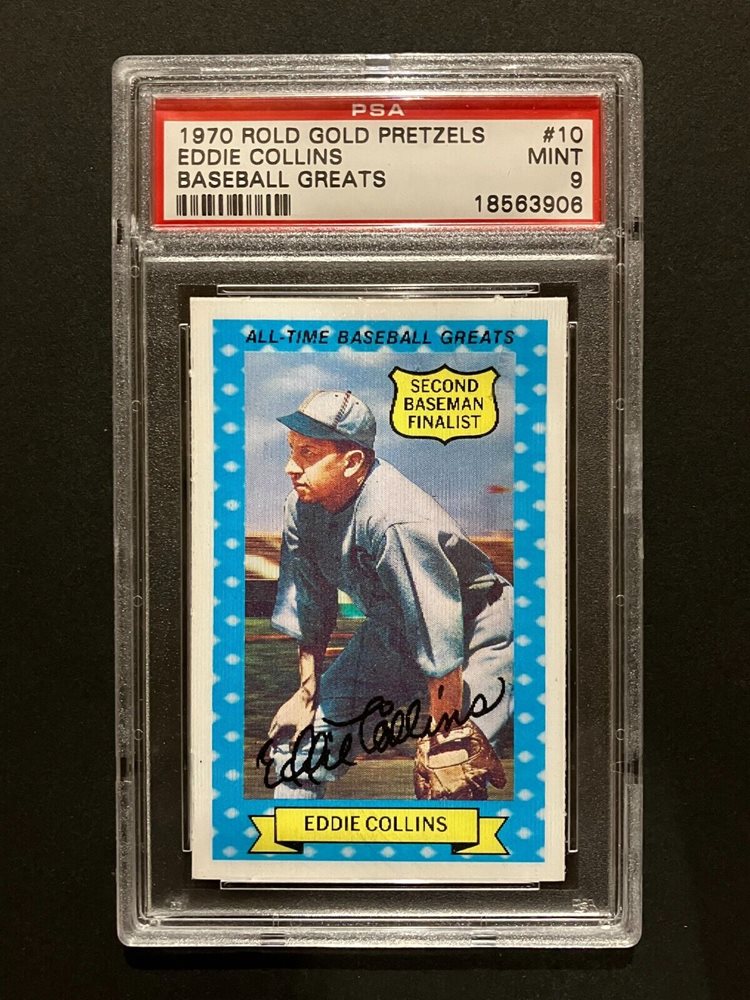 PSA
1970 ROLD GOLD PRETZELS #10
EDDIE COLLINS MINT
BASEBALL GREATS 9
18563906
ALL-TIME BASEBALL GREATS
SECOND
BASEMAN
FINALIST
Eddie Collins
EDDIE COLLINS
PSA